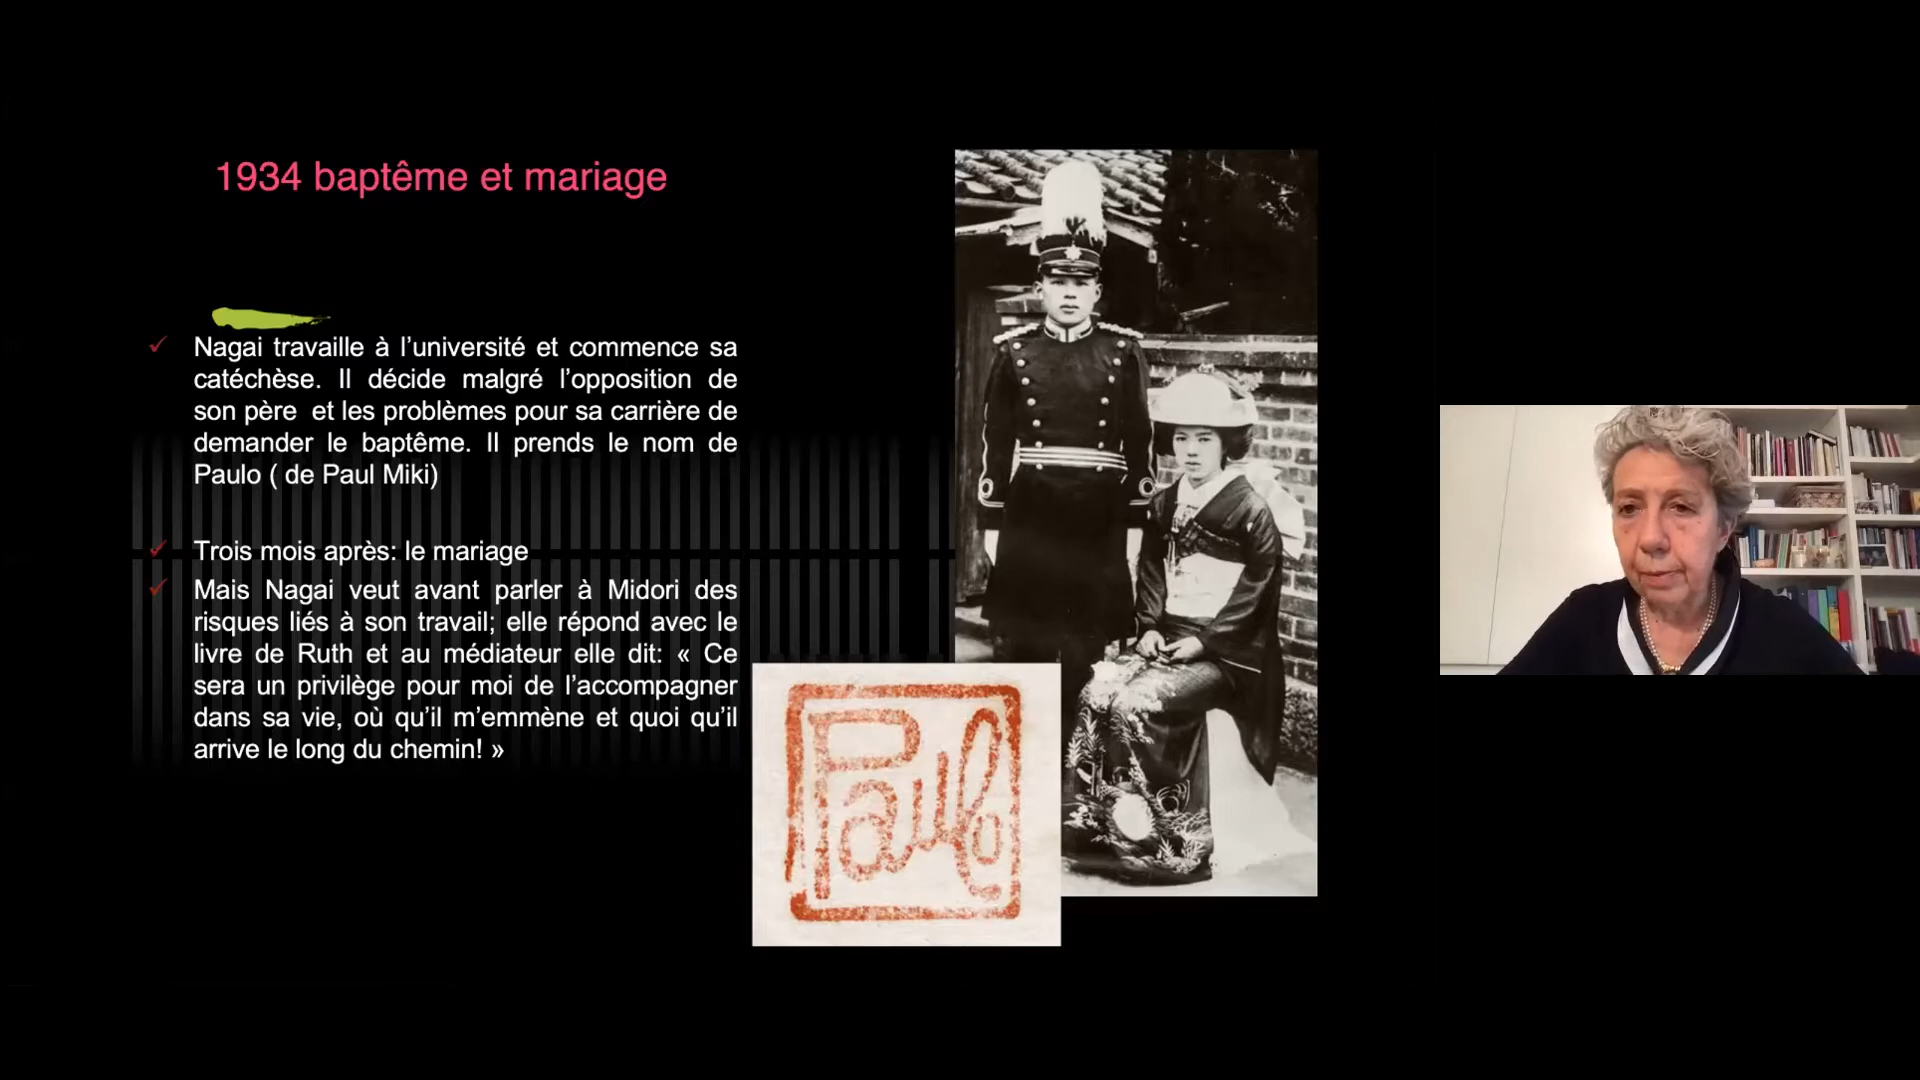 1934 baptême et mariage
Nagai travaille à l’université et commence sa
catéchèse. Il décide malgré l’opposition de
son père  et les problèmes pour sa carrière de
demander le baptême. Il prends le nom de
Paulo ( de Paul Miki)
Trois mois après: le mariage
Mais Nagai veut avant parler à Midori des
risques liés à son travail; elle répond avec le
livre de Ruth et au médiateur elle dit: « Ce
sera un privilège pour moi de l’accompagner
dans sa vie, où qu’il m’emmène et quoi qu’il
arrive le long du chemin! »
Paulo